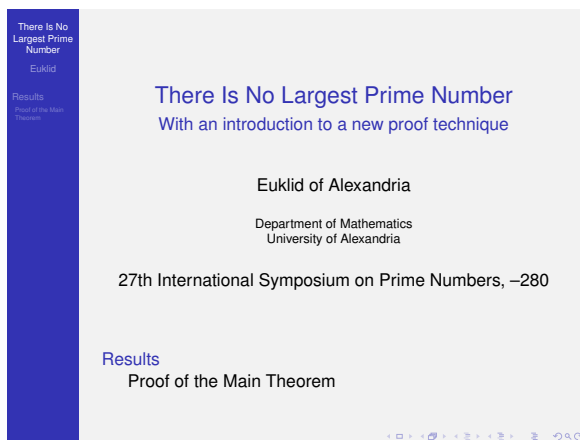 There Is No
Largest Prime
Number
Euklid
Results
Proof of the Main
Theorem
There Is No Largest Prime Number
With an introduction to a new proof technique
Euklid of Alexandria
Department of Mathematics
University of Alexandria
27th International Symposium on Prime Numbers, –280
Results
Proof of the Main Theorem